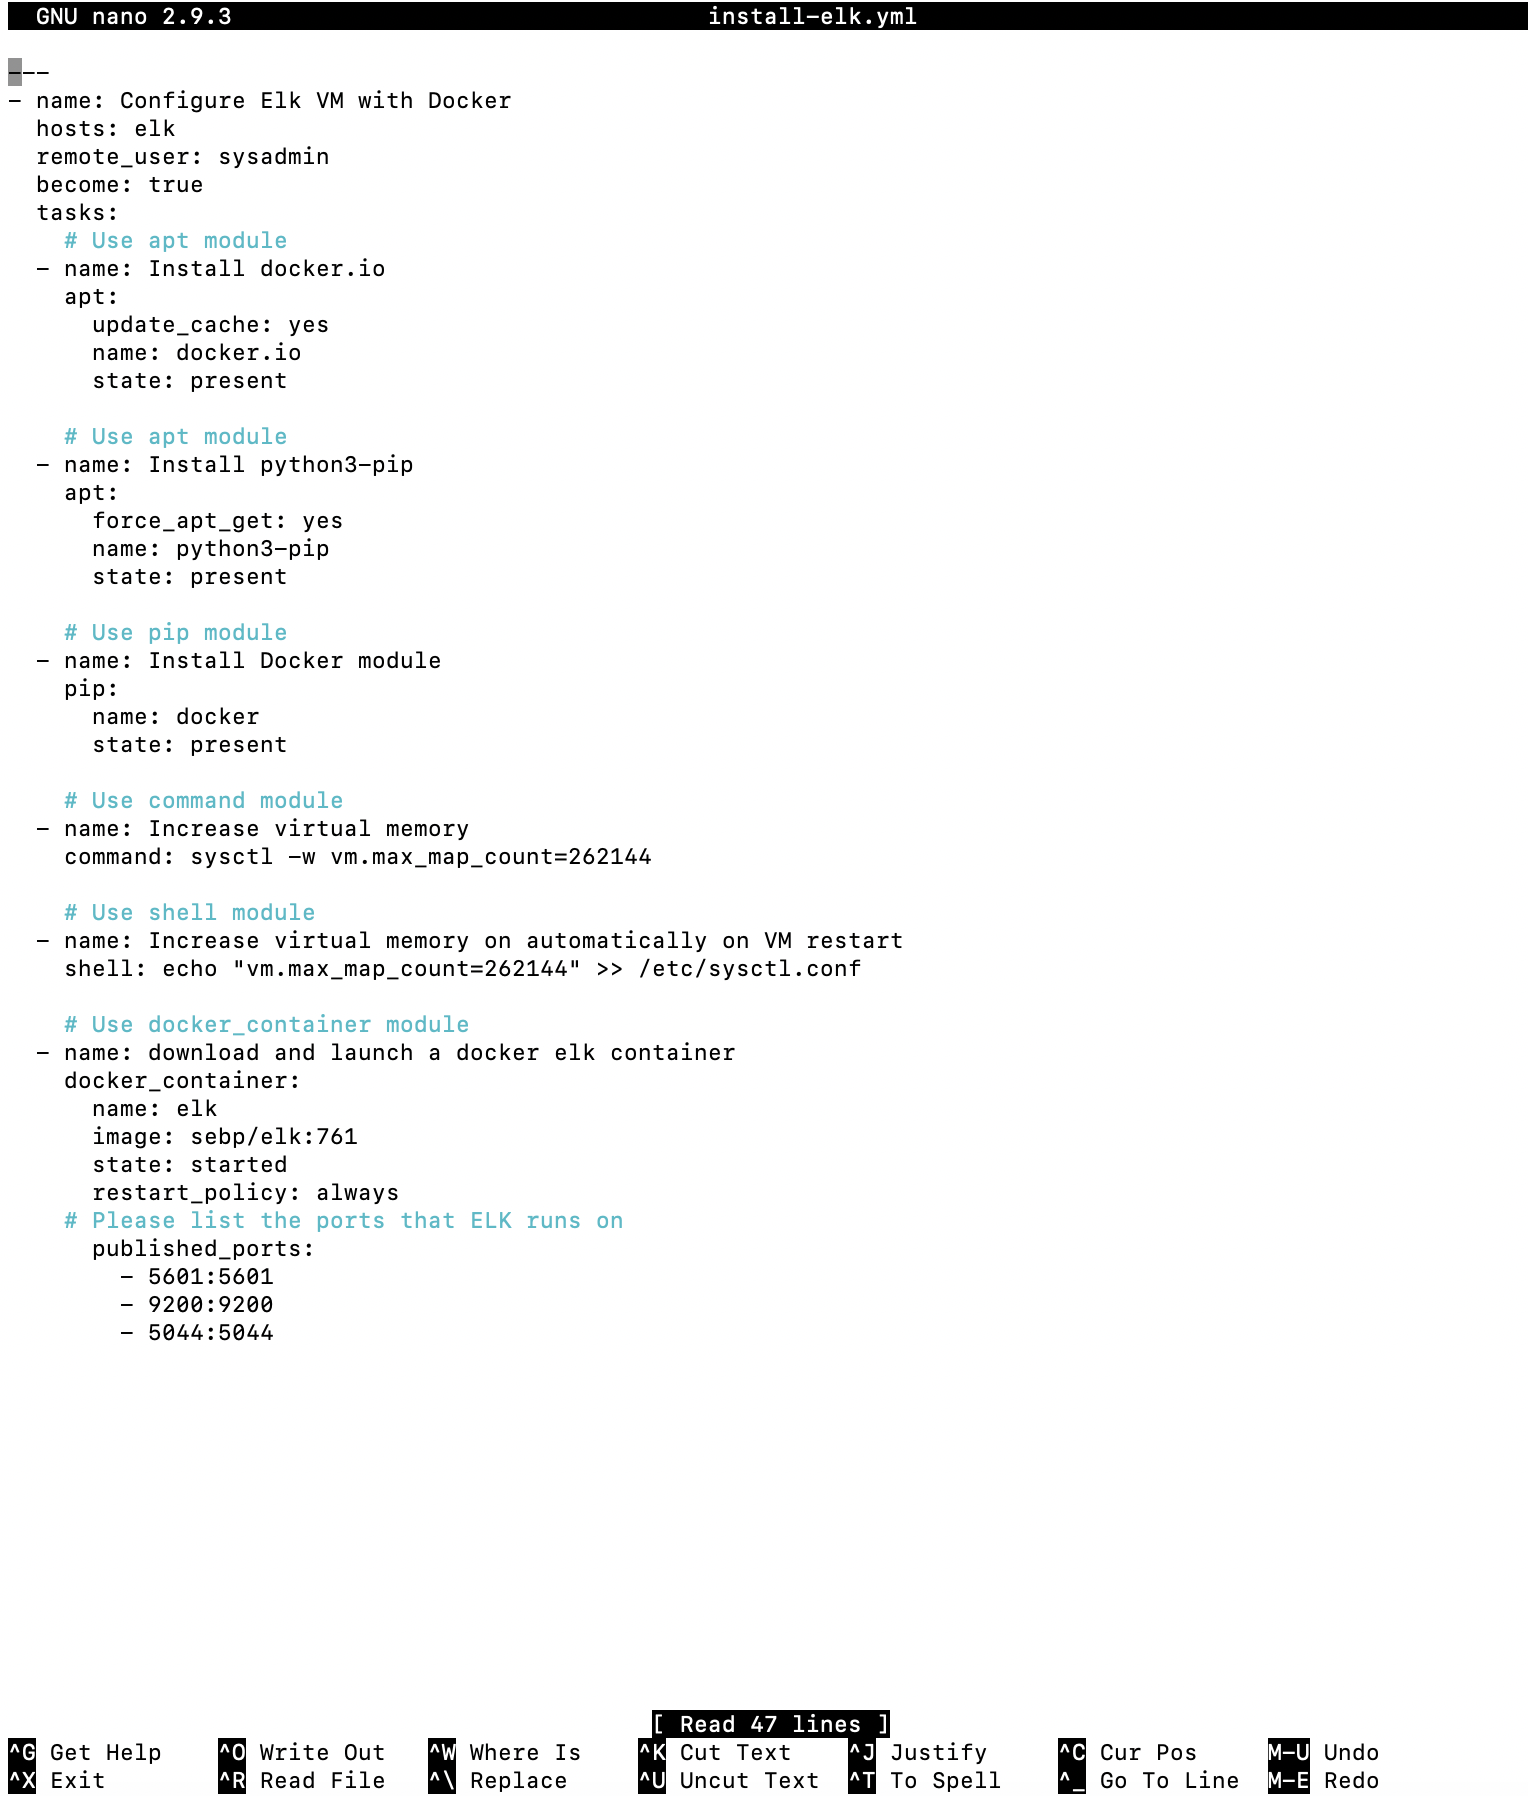 GNU nano 2.9.3 install-elk.yml
---
- name: Configure Elk VM with Docker
  hosts: elk
  remote_user: sysadmin
  become: true
  tasks:
    # Use apt module
  - name: Install docker.io
    apt:
      update_cache: yes
      name: docker.io
      state: present
    # Use apt module
  - name: Install python3-pip
    apt:
      force_apt_get: yes
      name: python3-pip
      state: present
    # Use pip module
  - name: Install Docker module
    pip:
      name: docker
      state: present
    # Use command module
  - name: Increase virtual memory
    command: sysctl -w vm.max_map_count=262144
    # Use shell module
  - name: Increase virtual memory on automatically on VM restart
    shell: echo "vm.max_map_count=262144" >> /etc/sysctl.conf
    # Use docker_container module
  - name: download and launch a docker elk container
    docker_container:
      name: elk
      image: sebp/elk:761
      state: started
      restart_policy: always
    # Please list the ports that ELK runs on
      published_ports:
        - 5601:5601
        - 9200:9200
        - 5044:5044
[ Read 47 lines ]
^G Get Help ^O Write Out ^W Where Is ^K Cut Text ^J Justify ^C Cur Pos M-U Undo
^X Exit ^R Read File ^\ Replace ^U Uncut Text ^T To Spell ^_ Go To Line M-E Redo